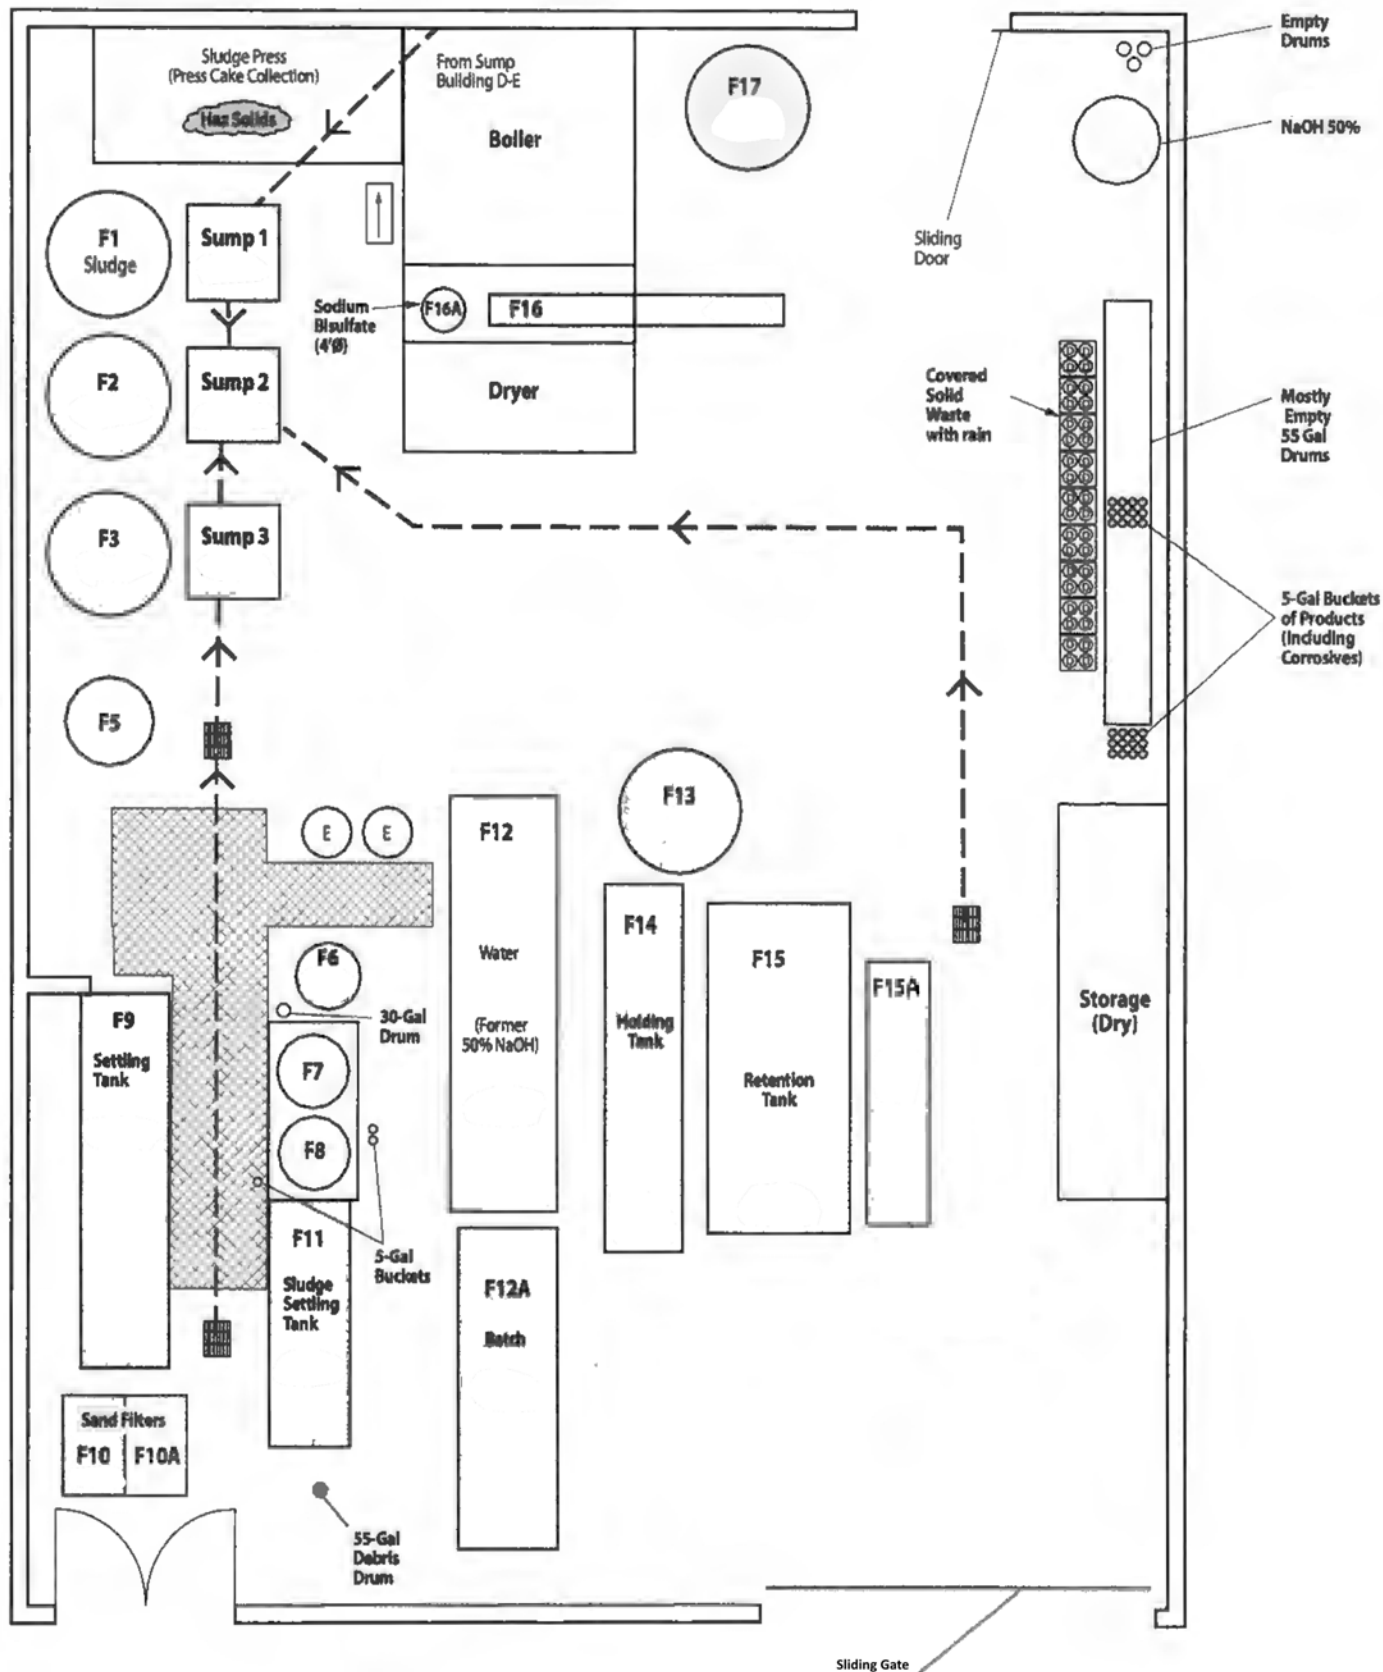 Empty
Drums
Sludge Press
(Press Cake Collection)
Haz Solids
From Sump
Building D-E
Boiler
F17
NaOH 50%
Sliding
Door
F1
Sludge
Sump 1
Sodium
Bisulfate
(4'Ø)
F16A
F16
F2
Sump 2
Dryer
Covered
Solid
Waste
with rain
Mostly
Empty
55 Gal
Drums
F3
Sump 3
5-Gal Buckets
of Products
(Including
Corrosives)
F5
E
E
F12
Water
(Former
50% NaOH)
F13
F14
Holding
Tank
F15
Retention
Tank
F15A
Storage
(Dry)
F6
30-Gal
Drum
F9
Settling
Tank
F7
F8
5-Gal
Buckets
F11
Sludge
Settling
Tank
F12A
Batch
Sand Filters
F10
F10A
55-Gal
Debris
Drum
Sliding Gate